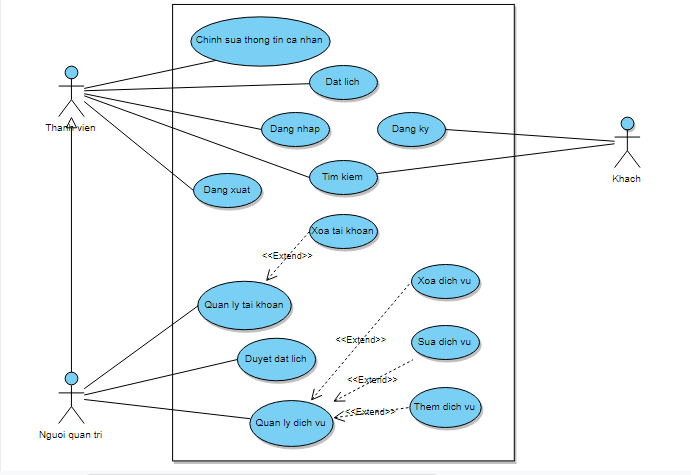 Chinh sua thong tin ca nhan
Dat lich
Thanh vien
Dang nhap
Dang ky
Tim kiem
Khach
Dang xuat
Xoa tai khoan
<<Extend>>
Quan ly tai khoan
Xoa dich vu
<<Extend>>
Sua dich vu
Duyet dat lich
<<Extend>>
Them dich vu
<<Extend>>
Quan ly dich vu
Nguoi quan tri